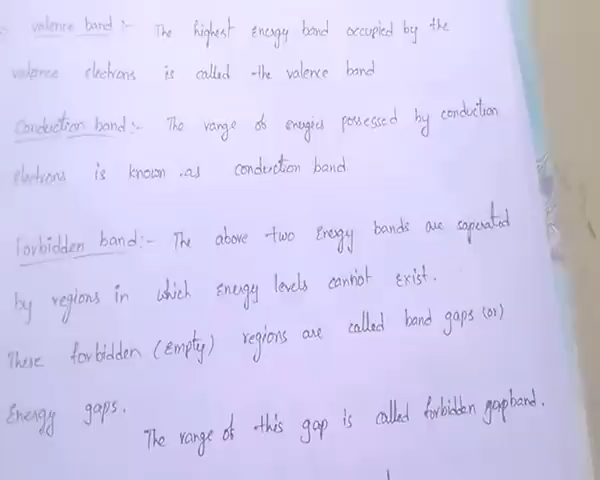 valence band :- The highest Energy band occupied by the
valence electrons is called the valence band
Conduction band :- The range of energies possessed by conduction
electrons is known as conduction band
Forbidden band :- The above two Energy bands are saperated
by regions in which Energy levels cannot exist.
These forbidden (Empty) regions are called band gaps (or)
Energy gaps.
The range of this gap is called forbidden gapband.